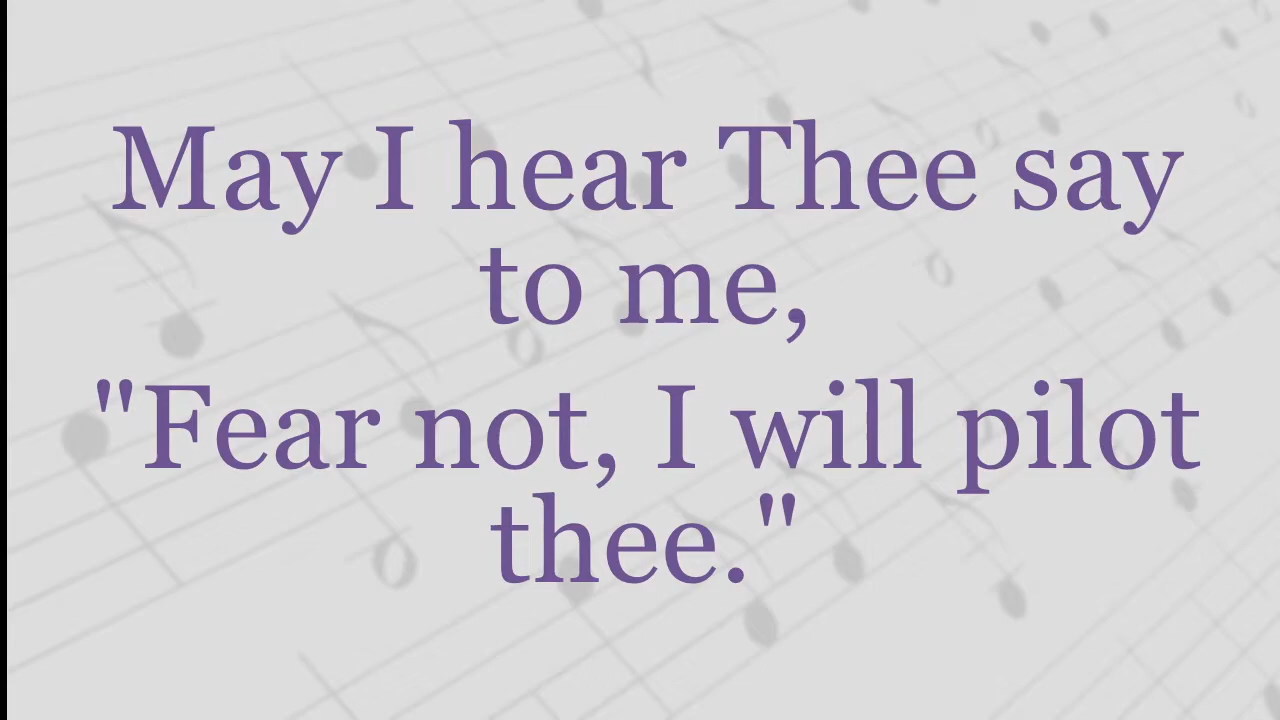 May I hear Thee say
to me,
"Fear not, I will pilot
thee."